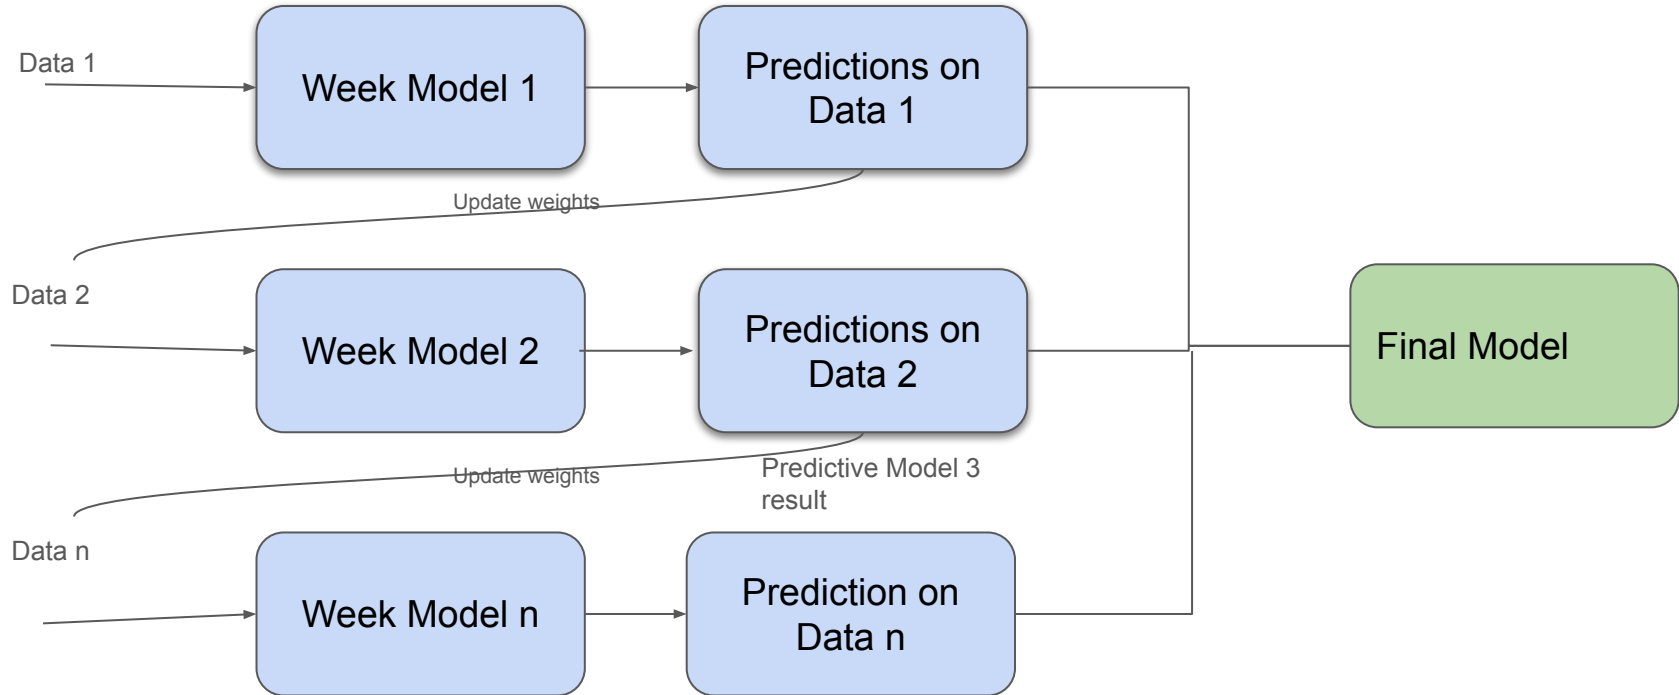 Data 1
Week Model 1
Predictions on
Data 1
Update weights
Data 2
Week Model 2
Predictions on
Data 2
Final Model
Update weights
Predictive Model 3
result
Data n
Week Model n
Prediction on
Data n